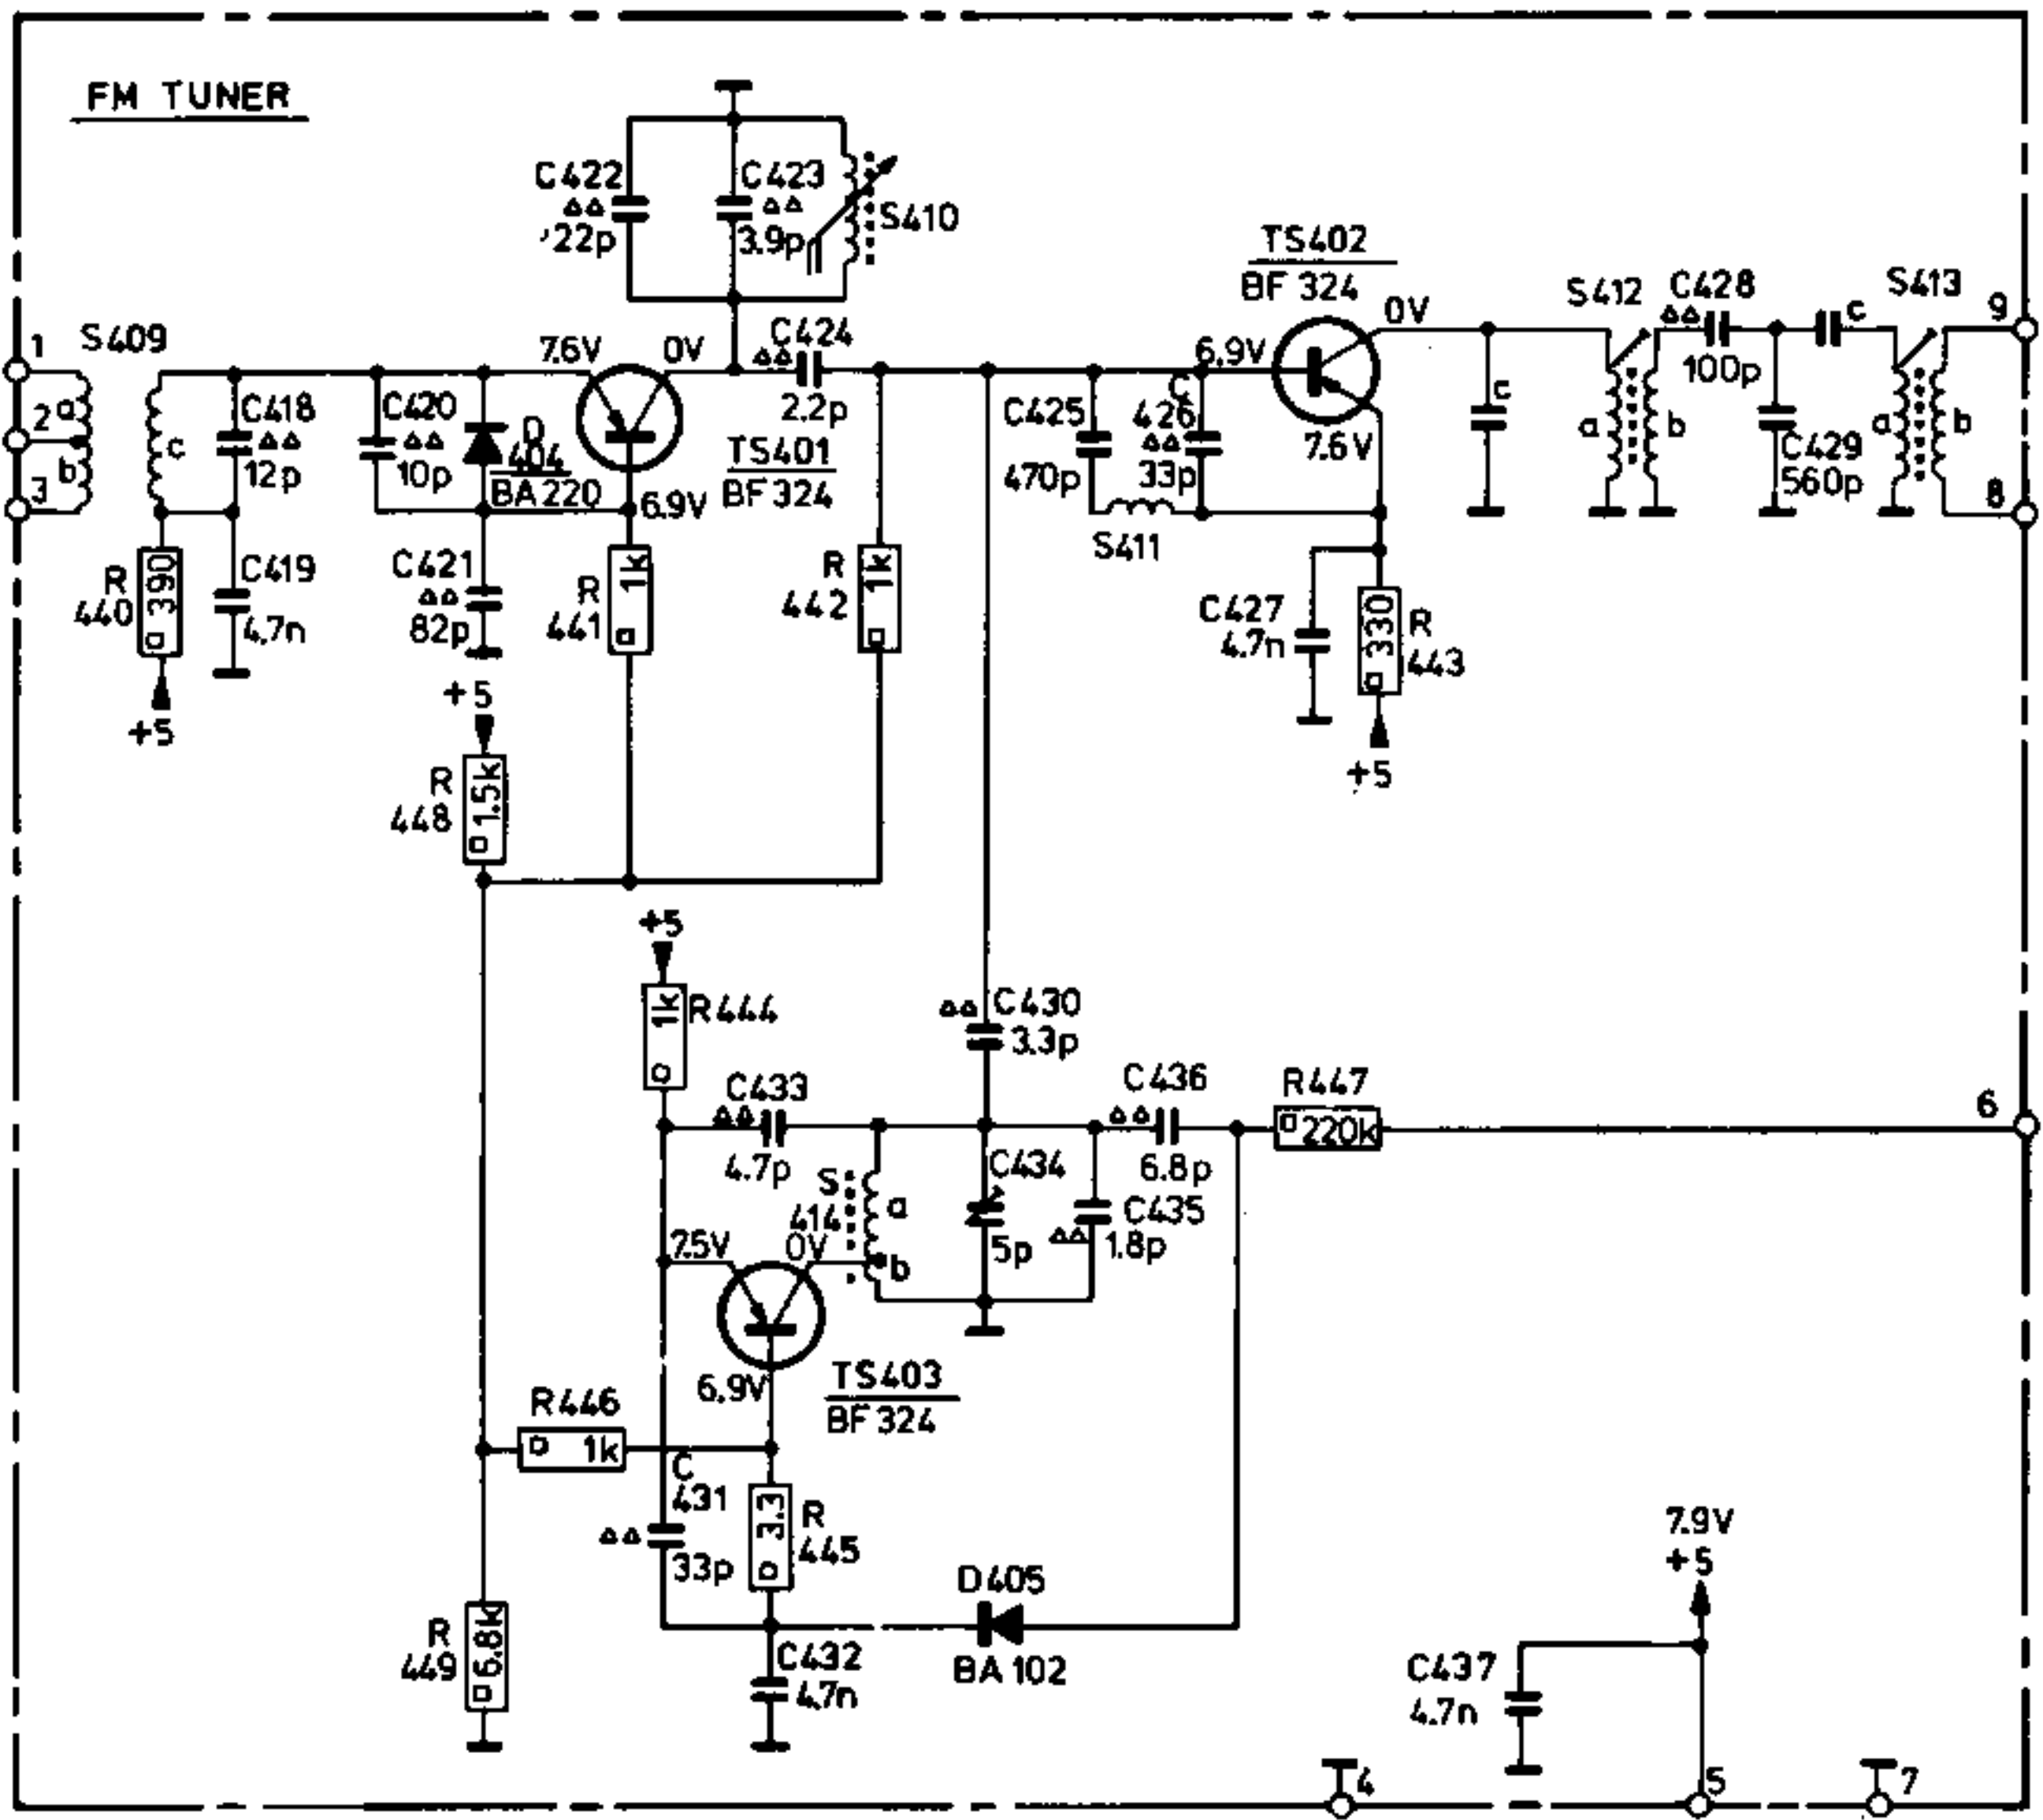 FM TUNER
C422
22p
C423
3.9p
S410
TS402
BF 324
0V
S412
C428
100p
c
S413
9
1
S409
7.6V
0V
C424
2.2p
6.9V
2
a
b
3
c
C418
12p
C420
10p
D
404
BA 220
TS401
BF 324
6.9V
C425
470p
C
426
33p
7.6V
S411
c
a
b
C429
560p
a
b
8
R
440
390
C419
4.7n
+5
C421
82p
R
441
1k
R
442
1k
C427
4.7n
330
R
443
+5
+5
R
448
1.5k
+5
1k
R444
C430
3.3p
C433
4.7p
C436
6.8p
R447
220k
6
S
414
a
b
C434
5p
C435
1.8p
7.5V
0V
6.9V
TS403
BF 324
R446
1k
C
431
33p
3.3
R
445
D405
BA 102
R
449
6.8k
C432
4.7n
7.9V
+5
C437
4.7n
4
5
7